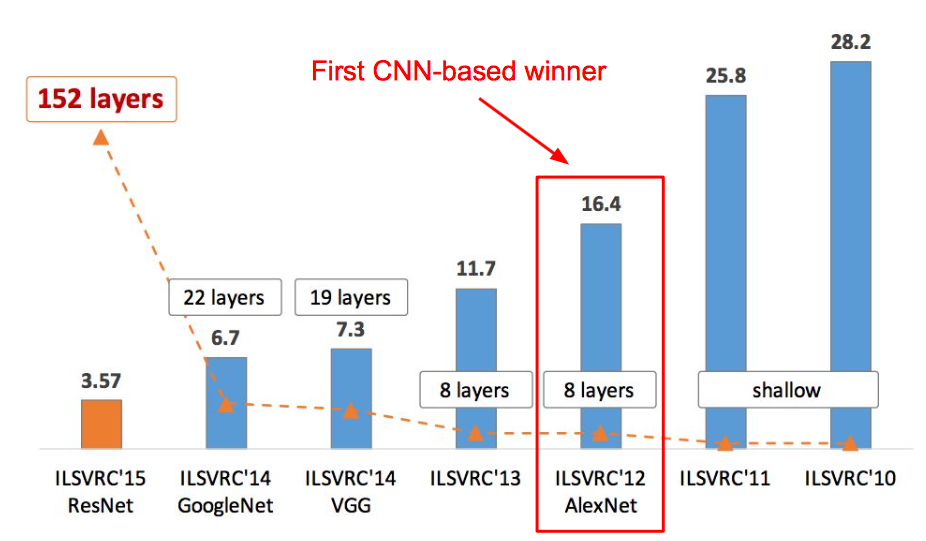 First CNN-based winner
152 layers
28.2
25.8
16.4
11.7
22 layers
19 layers
6.7
7.3
3.57
8 layers
8 layers
shallow
ILSVRC'15
ResNet
ILSVRC'14
GoogleNet
ILSVRC'14
VGG
ILSVRC'13
ILSVRC'12
AlexNet
ILSVRC'11
ILSVRC'10